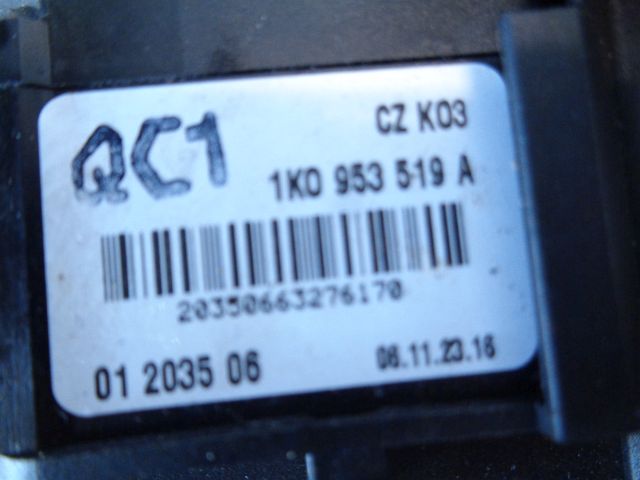 QC1
CZ K03
1K0 953 519 A
20350663276170
01 2035 06
06.11.23.16